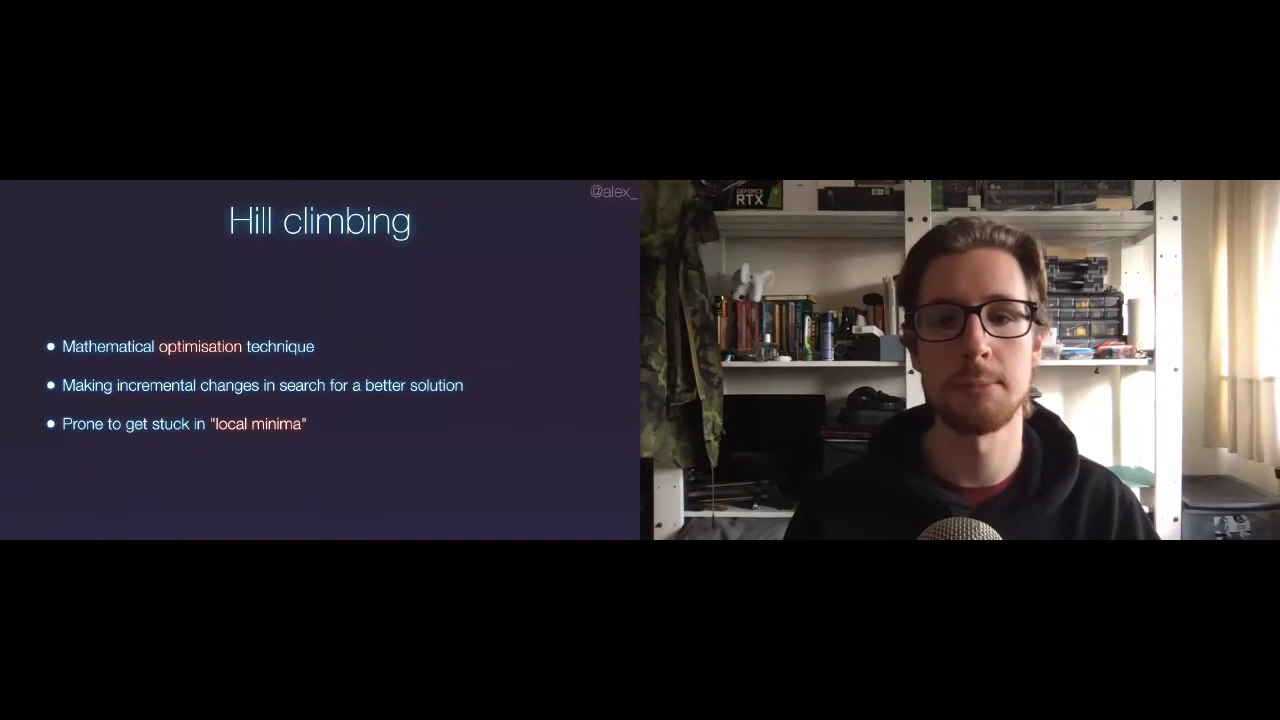 @alex_
Hill climbing
Mathematical optimisation technique
Making incremental changes in search for a better solution
Prone to get stuck in "local minima"
GEFORCE
RTX